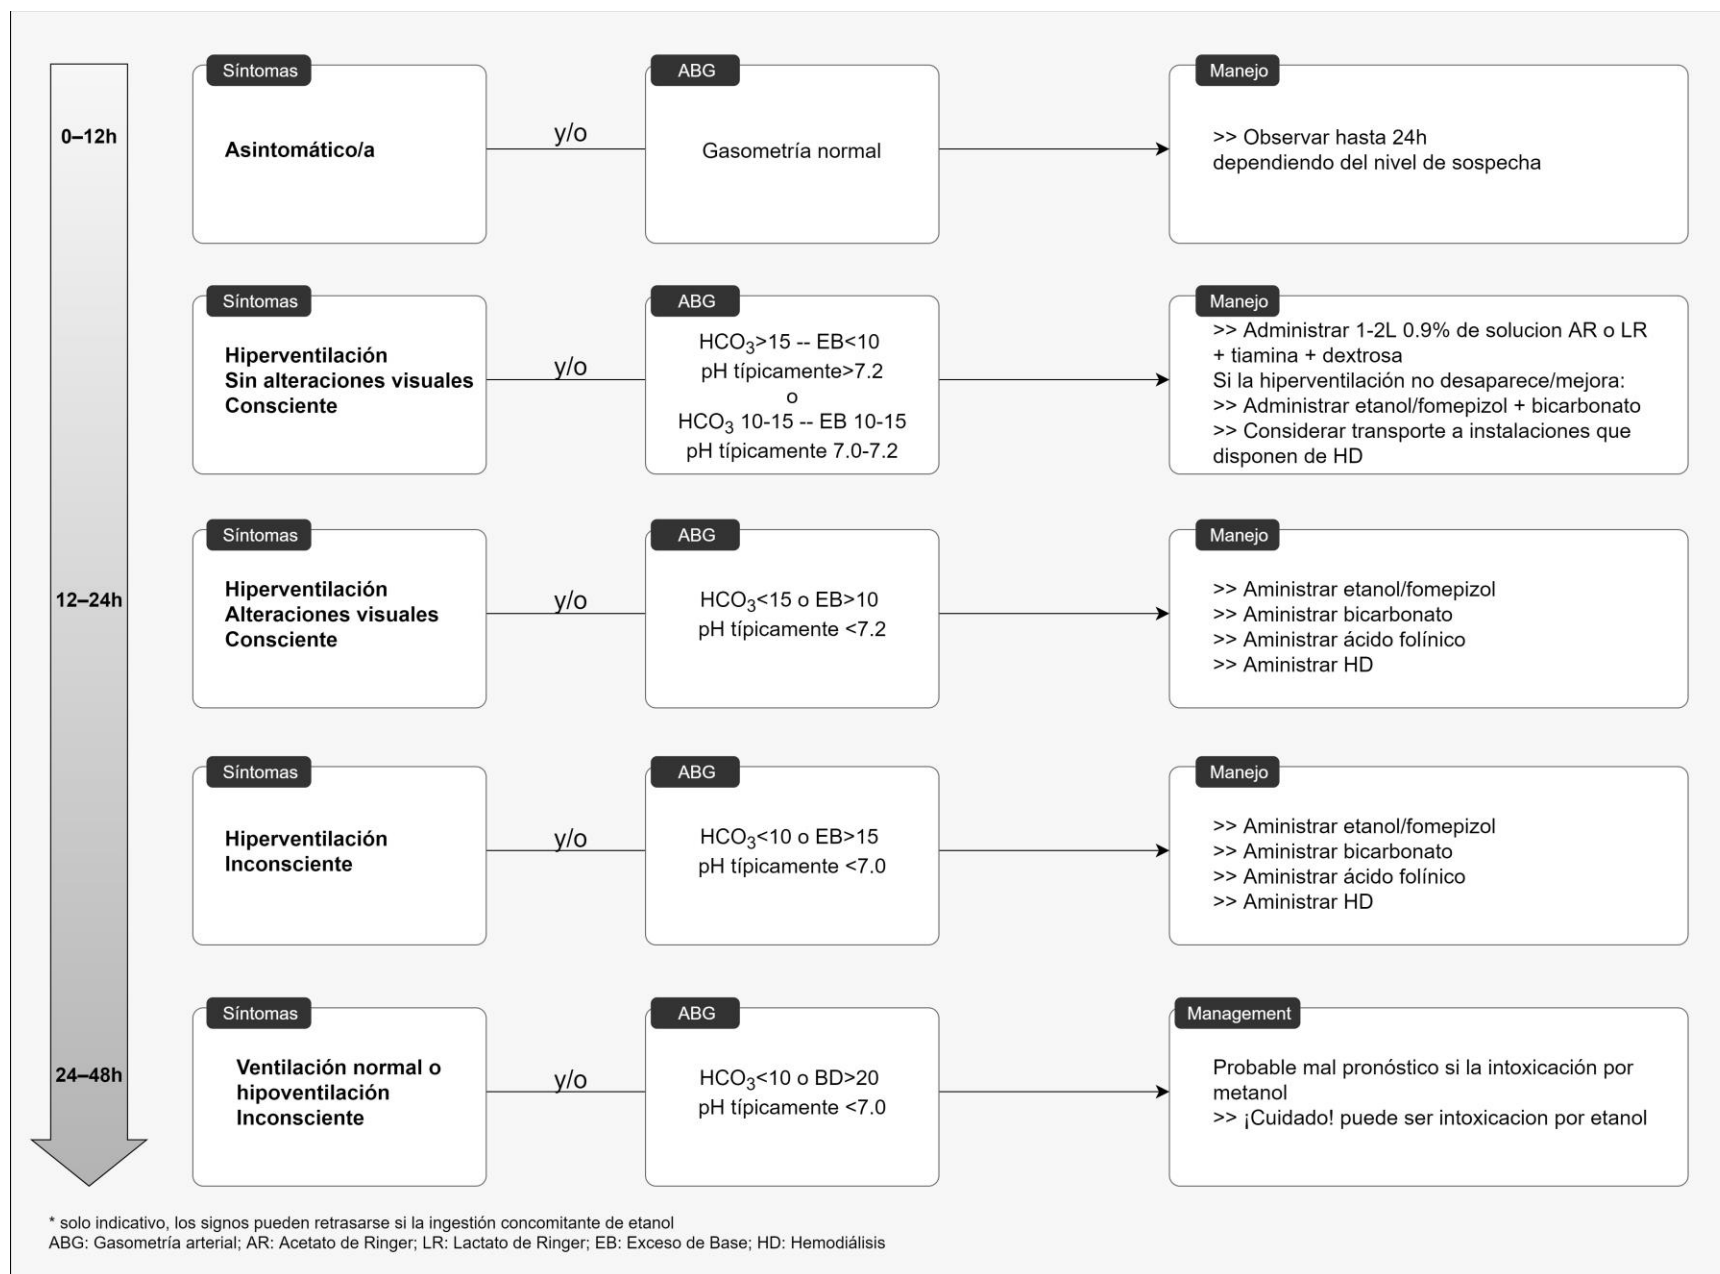 0–12h
Síntomas
Asintomático/a
y/o
ABG
Gasometría normal
Manejo
>> Observar hasta 24h
dependiendo del nivel de sospecha
Síntomas
Hiperventilación
Sin alteraciones visuales
Consciente
y/o
ABG
HCO3>15 -- EB<10
pH típicamente>7.2
o
HCO3 10-15 -- EB 10-15
pH típicamente 7.0-7.2
Manejo
>> Administrar 1-2L 0.9% de solucion AR o LR
+ tiamina + dextrosa
Si la hiperventilación no desaparece/mejora:
>> Administrar etanol/fomepizol + bicarbonato
>> Considerar transporte a instalaciones que
disponen de HD
12–24h
Síntomas
Hiperventilación
Alteraciones visuales
Consciente
y/o
ABG
HCO3<15 o EB>10
pH típicamente <7.2
Manejo
>> Aministrar etanol/fomepizol
>> Aministrar bicarbonato
>> Aministrar ácido folínico
>> Aministrar HD
Síntomas
Hiperventilación
Inconsciente
y/o
ABG
HCO3<10 o EB>15
pH típicamente <7.0
Manejo
>> Aministrar etanol/fomepizol
>> Aministrar bicarbonato
>> Aministrar ácido folínico
>> Aministrar HD
24–48h
Síntomas
Ventilación normal o
hipoventilación
Inconsciente
y/o
ABG
HCO3<10 o BD>20
pH típicamente <7.0
Management
Probable mal pronóstico si la intoxicación por
metanol
>> ¡Cuidado! puede ser intoxicacion por etanol
* solo indicativo, los signos pueden retrasarse si la ingestión concomitante de etanol
ABG: Gasometría arterial; AR: Acetato de Ringer; LR: Lactato de Ringer; EB: Exceso de Base; HD: Hemodiálisis